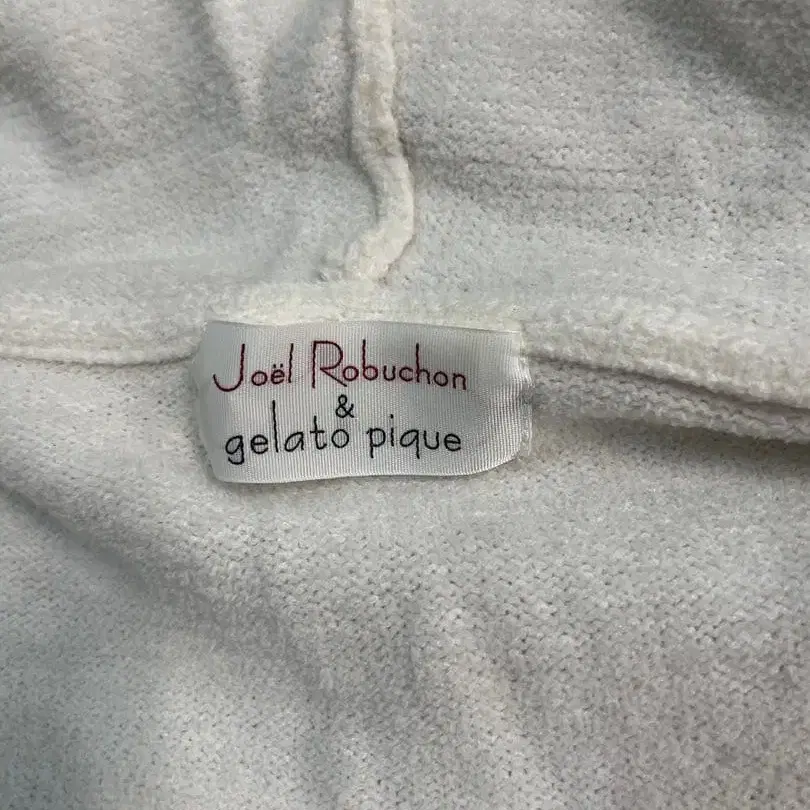 Joël Robuchon
&
gelato pique